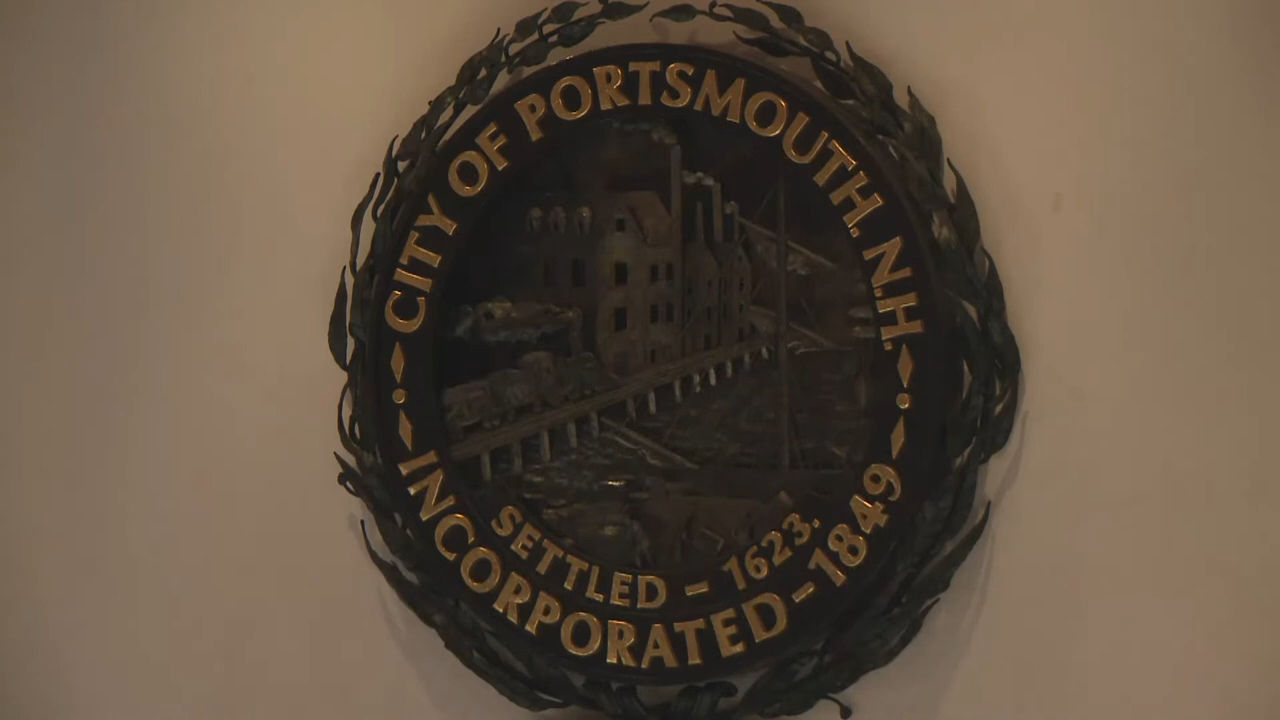 CITY OF PORTSMOUTH. N.H.
SETTLED - 1623.
INCORPORATED - 1849